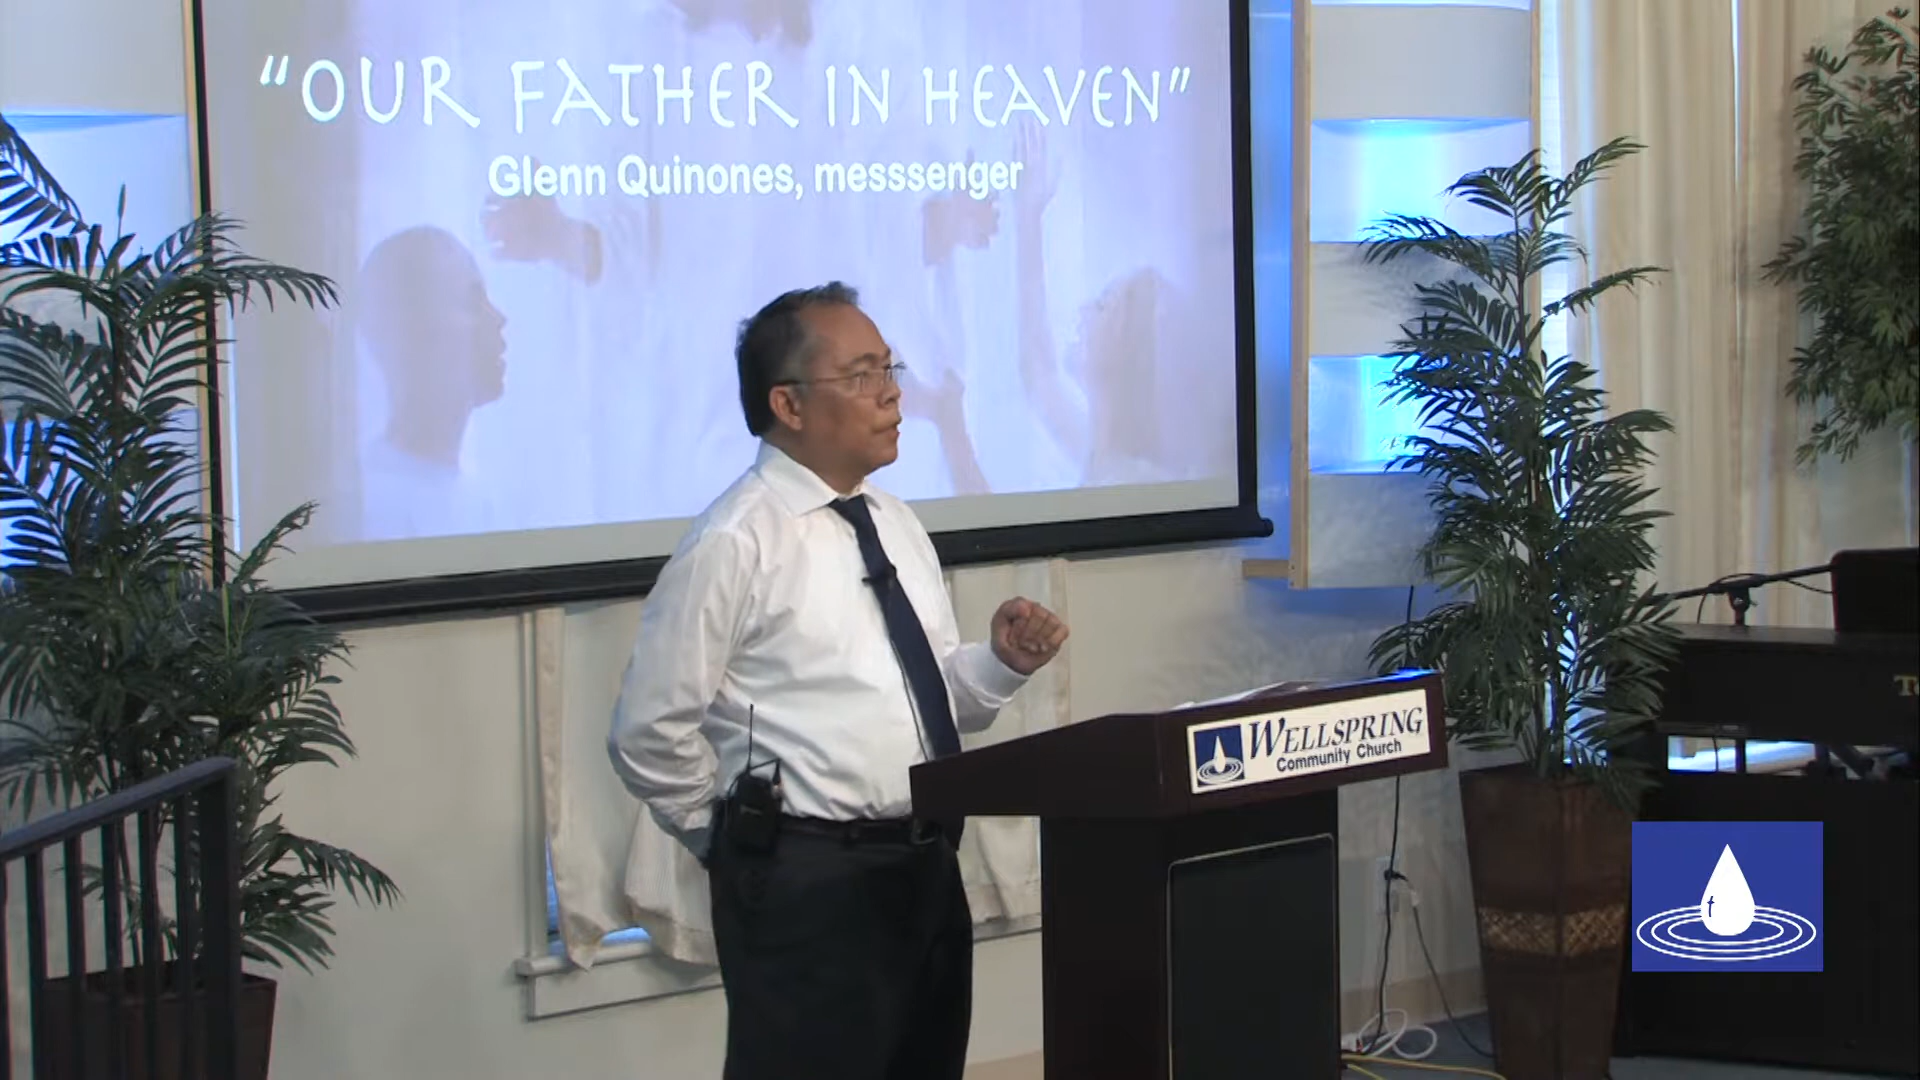 “OUR FATHER IN HEAVEN”
Glenn Quinones, messsenger
WELLSPRING
Community Church
t